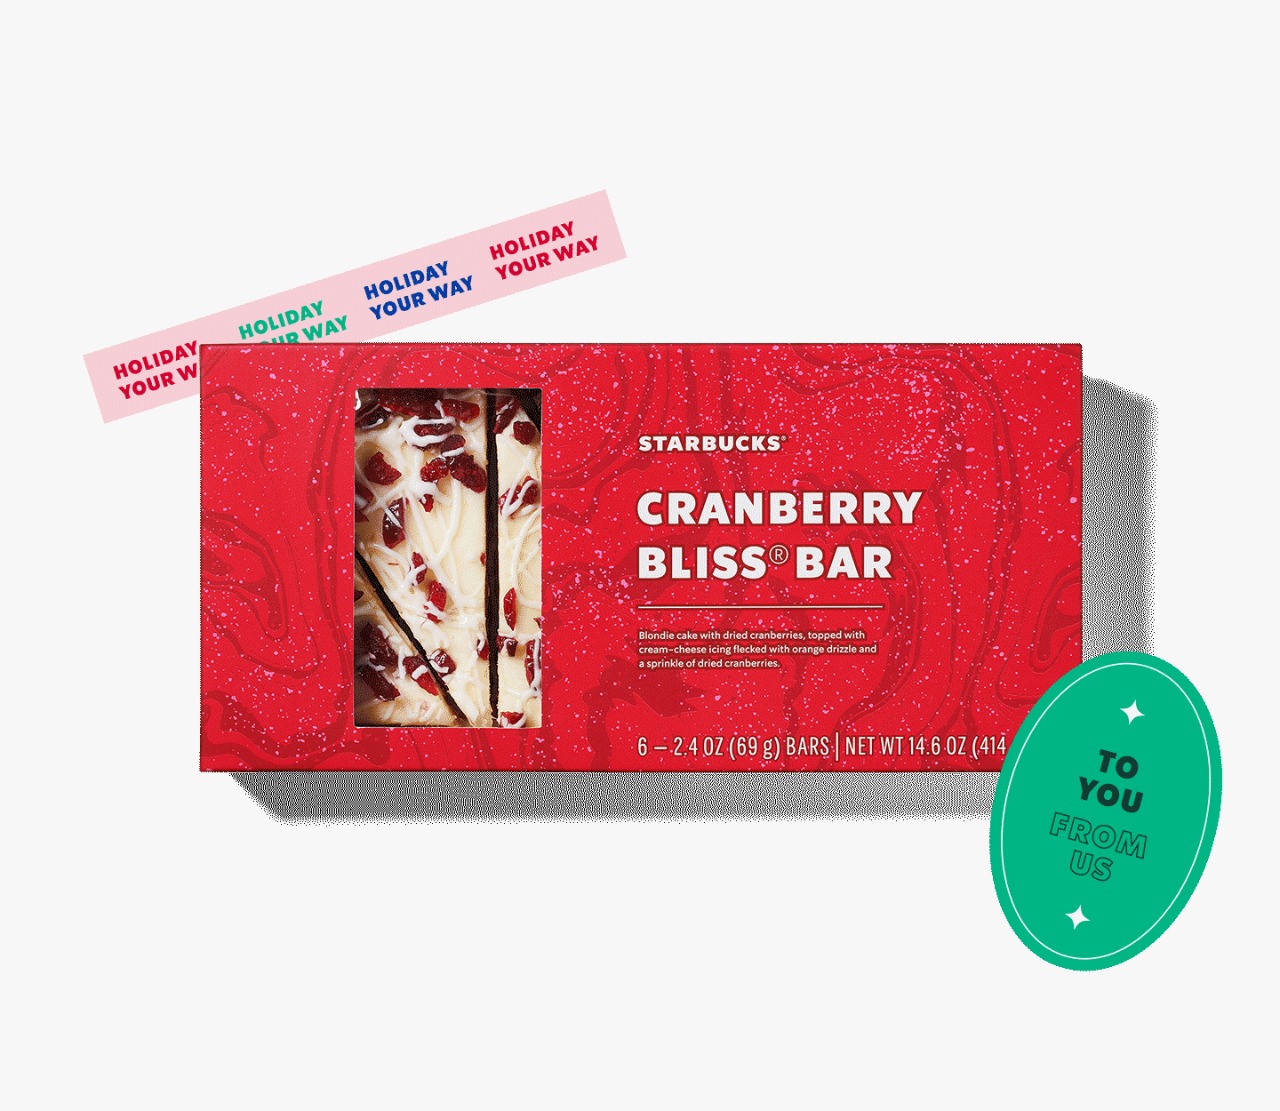 HOLIDAY
YOUR WAY
HOLIDAY
YOUR WAY
HOLIDAY
WAY
HOLIDAY
YOUR
STARBUCKS®
CRANBERRY
BLISS® BAR
Blondie cake with dried cranberries, topped with
cream-cheese icing flecked with orange drizzle and
a sprinkle of dried cranberries.
6 – 2.4 OZ (69 g) BARS | NET WT 14.6 OZ (414
TO
YOU
FROM
US